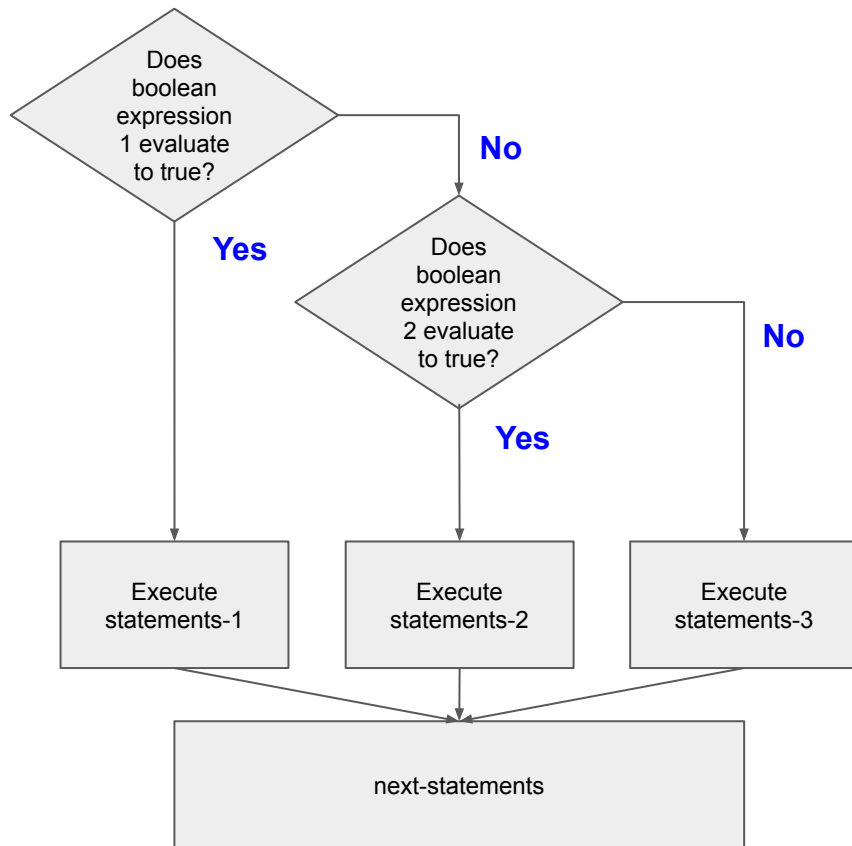 Does
boolean
expression
1 evaluate
to true?
No
Yes
Does
boolean
expression
2 evaluate
to true?
No
Yes
Execute
statements-1
Execute
statements-2
Execute
statements-3
next-statements